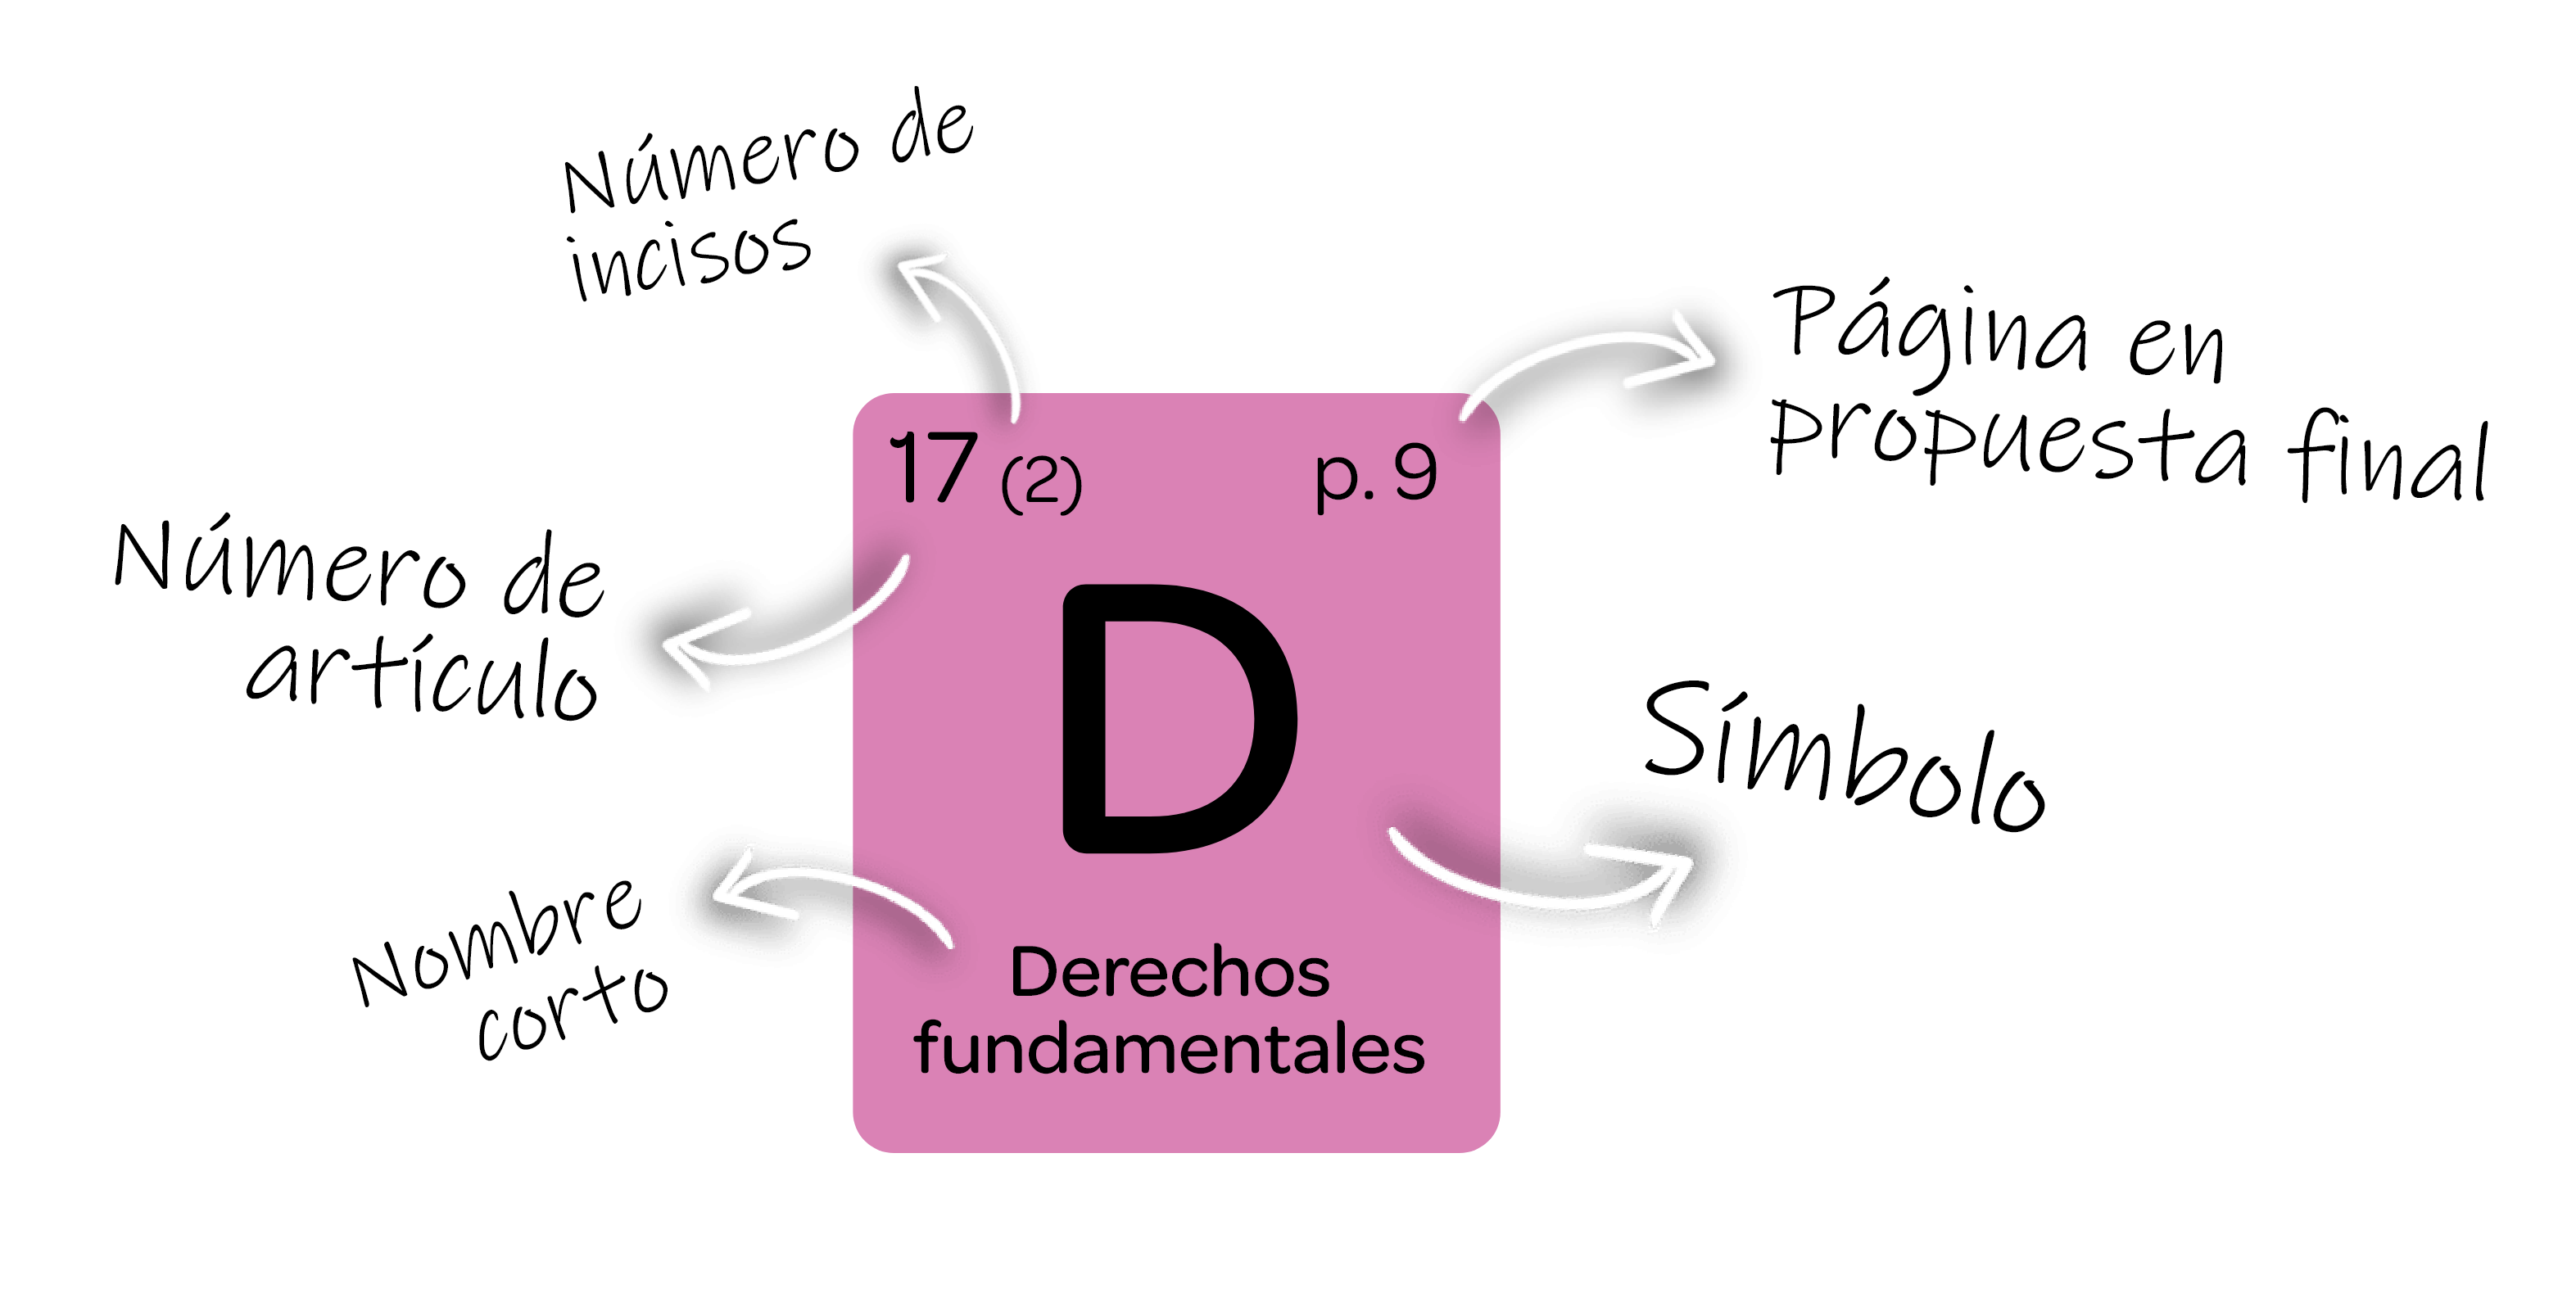 Número de
incisos
Página en
propuesta final
17 (2) p. 9
Número de
artículo
D
Símbolo
Nombre
corto
Derechos
fundamentales